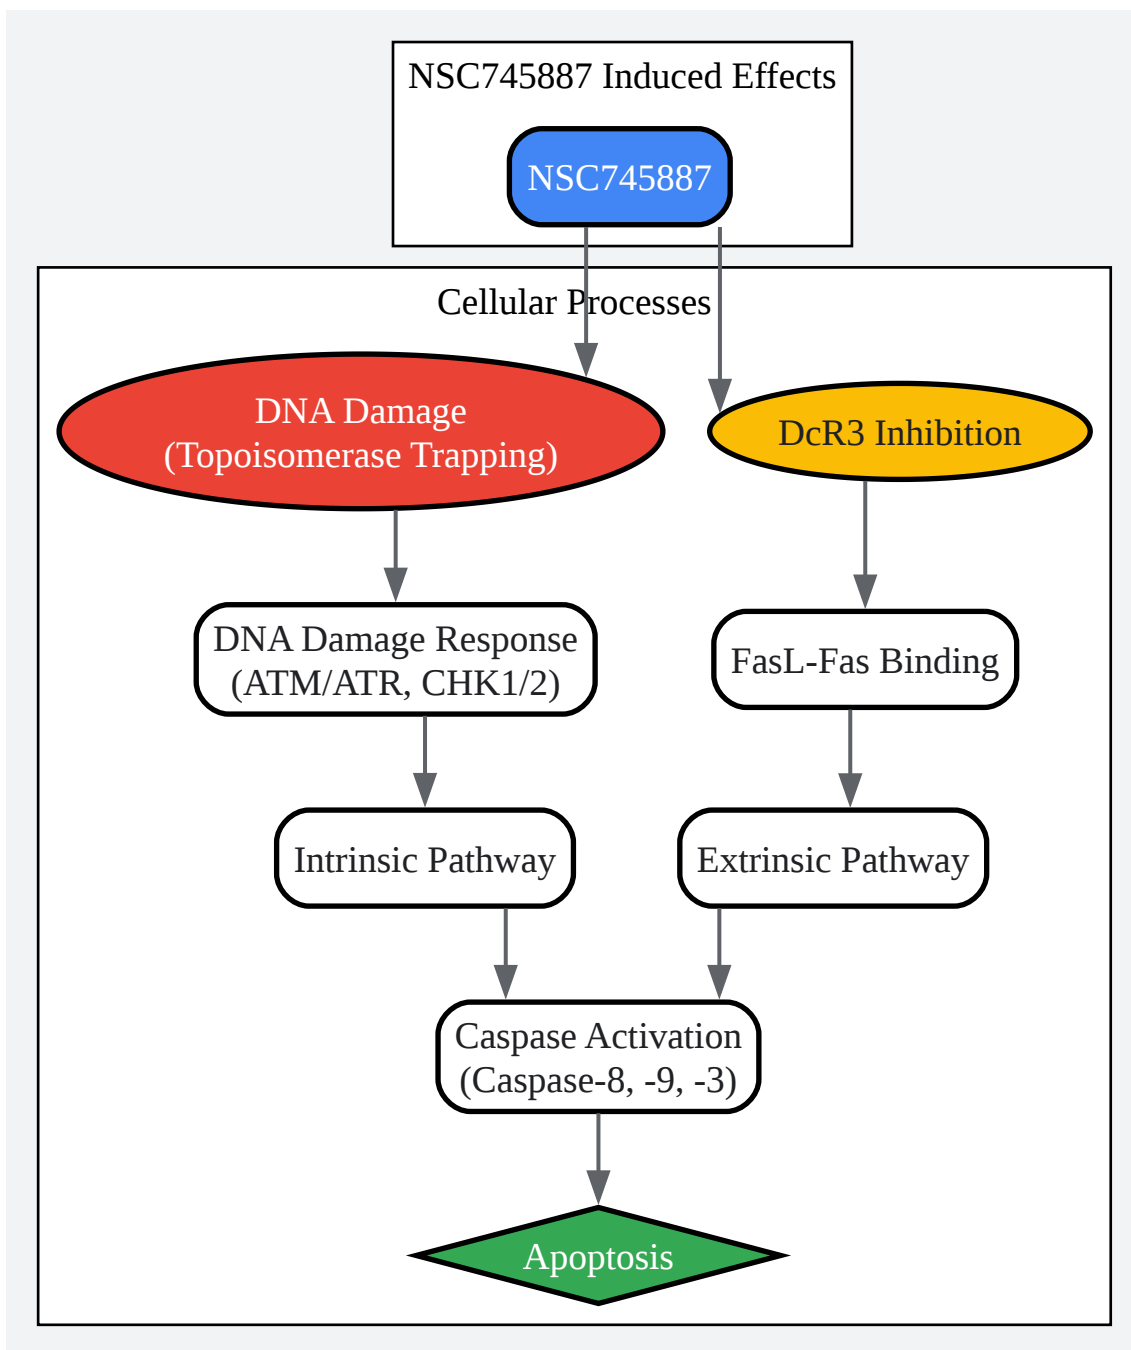 NSC745887 Induced Effects
NSC745887
Cellular Processes
DNA Damage
(Topoisomerase Trapping)
DcR3 Inhibition
DNA Damage Response
(ATM/ATR, CHK1/2)
FasL-Fas Binding
Intrinsic Pathway
Extrinsic Pathway
Caspase Activation
(Caspase-8, -9, -3)
Apoptosis